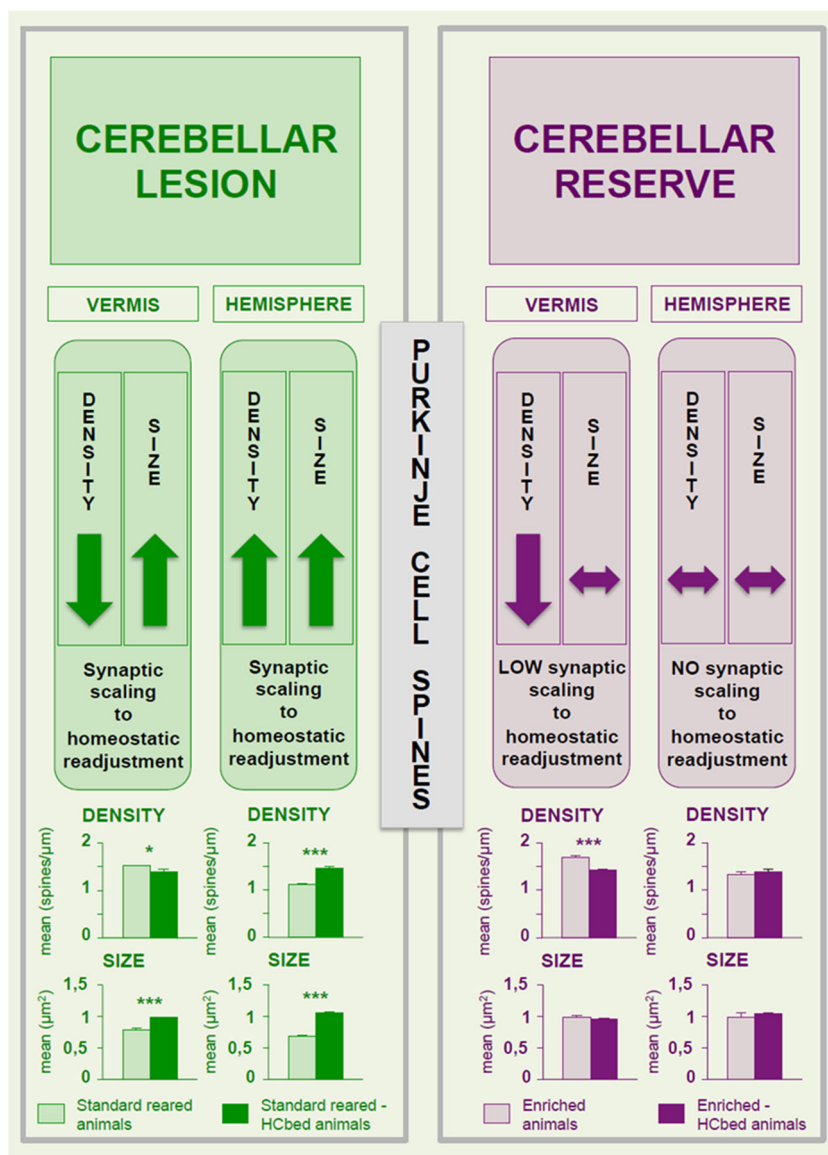 CEREBELLAR
LESION
VERMIS
HEMISPHERE
DENSITY
SIZE
DENSITY
SIZE
Synaptic
scaling
to
homeostatic
readjustment
Synaptic
scaling
to
homeostatic
readjustment
DENSITY
mean (spines/µm)
2
1
0
*
DENSITY
mean (spines/µm)
2
1
0
***
SIZE
mean (µm²)
1,5
1
0,5
0
***
SIZE
mean (µm²)
1,5
1
0,5
0
***
Standard reared
animals
Standard reared -
HCbed animals
PURKINJE CELL SPINES
CEREBELLAR
RESERVE
VERMIS
HEMISPHERE
DENSITY
SIZE
DENSITY
SIZE
LOW synaptic
scaling
to
homeostatic
readjustment
NO synaptic
scaling
to
homeostatic
readjustment
DENSITY
mean (spines/µm)
2
1
0
***
DENSITY
mean (spines/µm)
2
1
0
SIZE
mean (µm²)
1,5
1
0,5
0
SIZE
mean (µm²)
1,5
1
0,5
0
Enriched
animals
Enriched -
HCbed animals